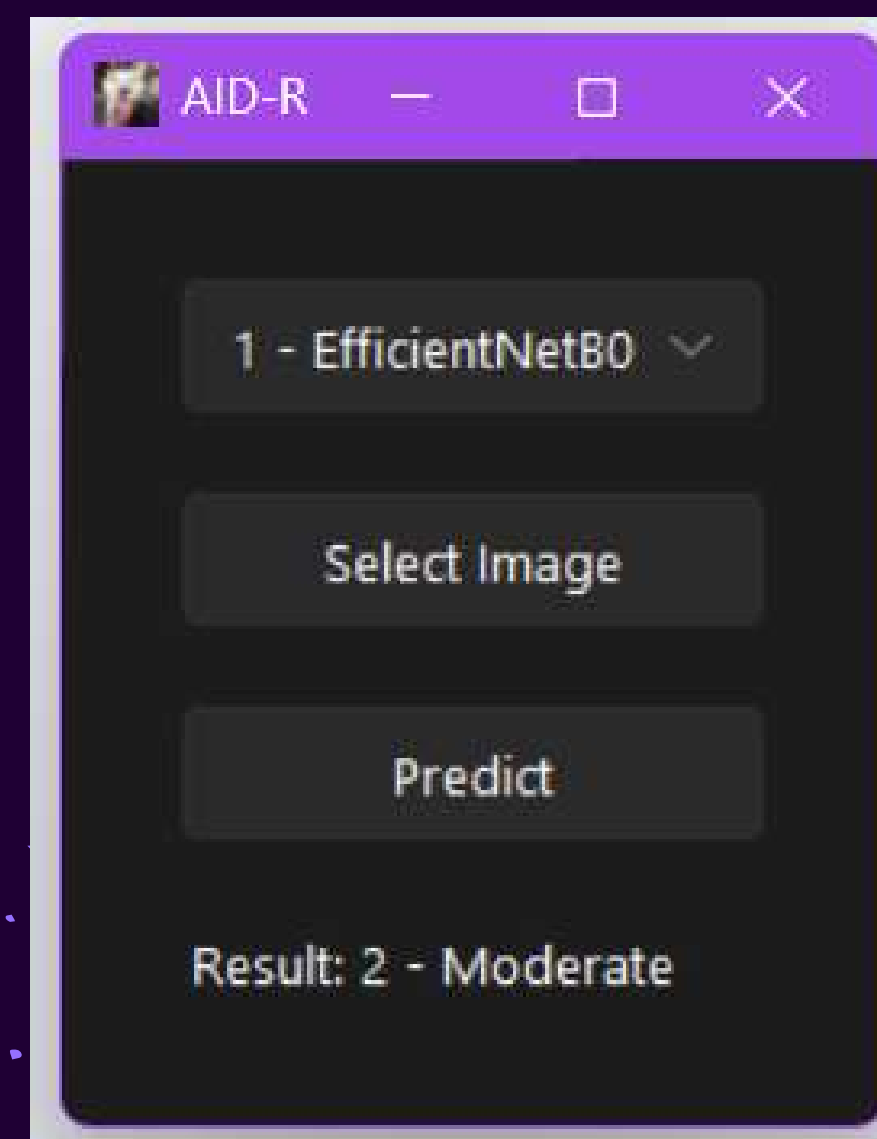 AID-R
1 - EfficientNetB0
Select Image
Predict
Result: 2 - Moderate